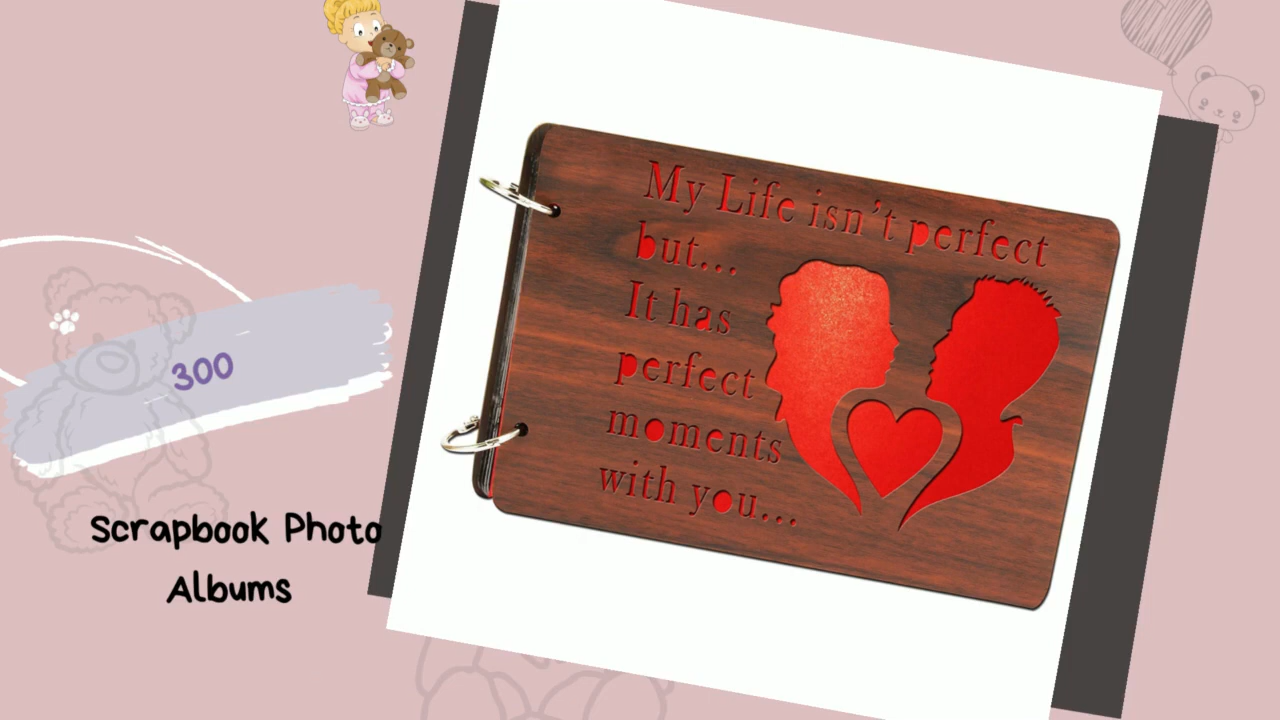 300
Scrapbook Photo
Albums
My Life isn't perfect
but...
It has
perfect
moments
with you...